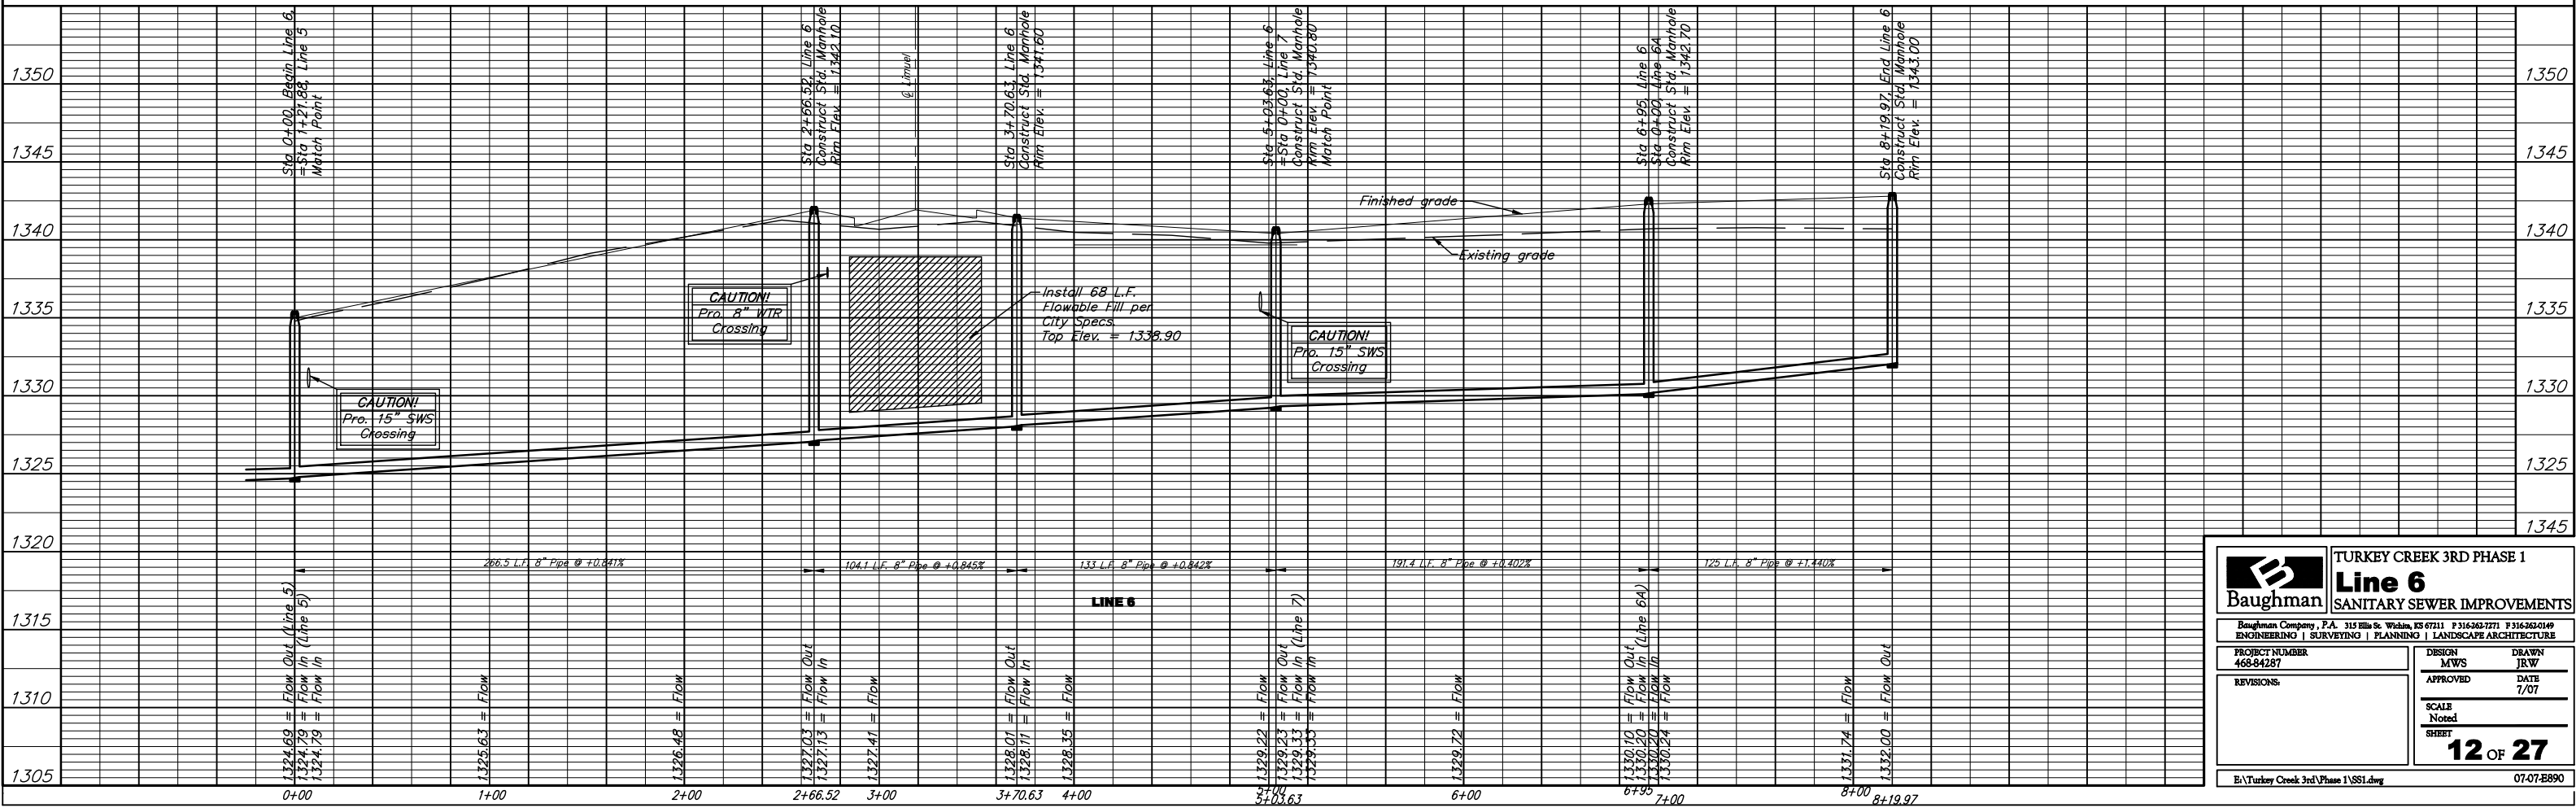 Sta 0+00, Begin Line 6,
=Sta 1+21.88, Line 5
Match Point
Sta 2+66.52, Line 6
Construct Std. Manhole
Rim Elev. = 1342.10
℄ Limuel
Sta 3+70.63, Line 6
Construct Std. Manhole
Rim Elev. = 1341.60
Sta 5+03.63, Line 6
=Sta 0+00, Line 7
Construct Std. Manhole
Rim Elev. = 1340.80
Match Point
Sta 6+95, Line 6
Sta 0+00, Line 6A
Construct Std. Manhole
Rim Elev. = 1342.70
Sta 8+19.97, End Line 6
Construct Std. Manhole
Rim Elev. = 1343.00
1350
1345
1340
1335
1330
1325
1320
1315
1310
1305
1350
1345
1340
1335
1330
1325
1345
Finished grade
Existing grade
CAUTION!
Pro. 15" SWS
Crossing
CAUTION!
Pro. 8" WTR
Crossing
Install 68 L.F.
Flowable Fill per
City Specs.
Top Elev. = 1338.90
CAUTION!
Pro. 15" SWS
Crossing
266.5 L.F. 8" Pipe @ +0.841%
104.1 L.F. 8" Pipe @ +0.845%
133 L.F. 8" Pipe @ +0.842%
191.4 L.F. 8" Pipe @ +0.402%
125 L.F. 8" Pipe @ +1.440%
LINE 6
1324.69 = Flow Out (Line 5)
1324.79 = Flow In (Line 5)
1324.79 = Flow In
1325.63 = Flow
1326.48 = Flow
1327.03 = Flow Out
1327.13 = Flow In
1327.41 = Flow
1328.01 = Flow Out
1328.11 = Flow In
1328.35 = Flow
1329.22 = Flow
1329.23 = Flow Out
1329.33 = Flow In (Line 7)
1329.33 = Flow In
1329.72 = Flow
1330.10 = Flow Out
1330.20 = Flow In (Line 6A)
1330.20 = Flow In
1330.24 = Flow
1331.74 = Flow
1332.00 = Flow Out
0+00
1+00
2+00
2+66.52
3+00
3+70.63
4+00
5+00
5+03.63
6+00
6+95
7+00
8+00
8+19.97
B
Baughman
TURKEY CREEK 3RD PHASE 1
Line 6
SANITARY SEWER IMPROVEMENTS
Baughman Company, P.A. 315 Ellis St. Wichita, KS 67211 P 316-262-7271 F 316-262-0149
ENGINEERING | SURVEYING | PLANNING | LANDSCAPE ARCHITECTURE
PROJECT NUMBER
468-84287
REVISIONS:
DESIGN
MWS
DRAWN
JRW
APPROVED
DATE
7/07
SCALE
Noted
SHEET
12 OF 27
E:\Turkey Creek 3rd\Phase 1\SS1.dwg
07-07-E890